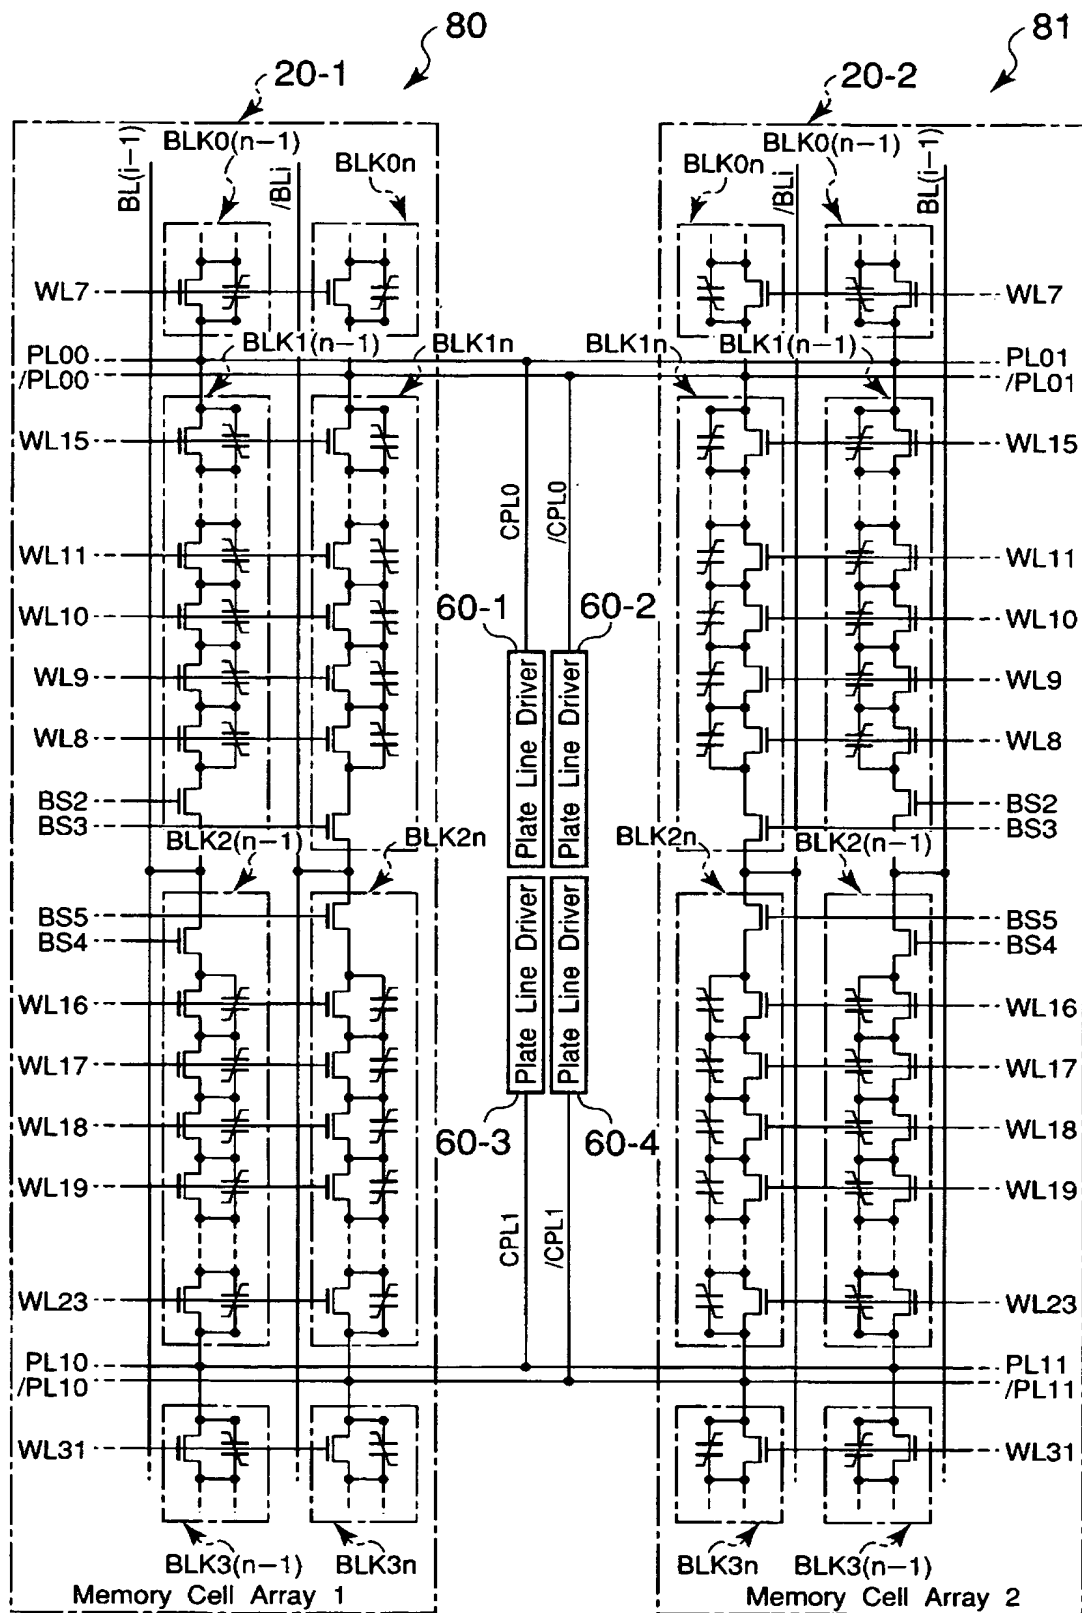 80
81
20-1
20-2
BL(i-1)
BLK0(n-1)
/BLi
BLK0n
BLK0n
/BLi
BLK0(n-1)
BL(i-1)
WL7
WL7
BLK1(n-1)
BLK1n
BLK1n
BLK1(n-1)
PL00
PL01
/PL00
/PL01
WL15
WL15
CPL0
/CPL0
WL11
WL11
WL10
60-1
60-2
WL10
WL9
WL9
WL8
WL8
Plate Line Driver
Plate Line Driver
BS2
BS2
BS3
BS3
BLK2(n-1)
BLK2n
BLK2n
BLK2(n-1)
BS5
BS5
BS4
BS4
Plate Line Driver
Plate Line Driver
WL16
WL16
WL17
WL17
WL18
60-3
60-4
WL18
WL19
WL19
CPL1
/CPL1
WL23
WL23
PL10
PL11
/PL10
/PL11
WL31
WL31
BLK3(n-1)
BLK3n
BLK3n
BLK3(n-1)
Memory Cell Array 1
Memory Cell Array 2